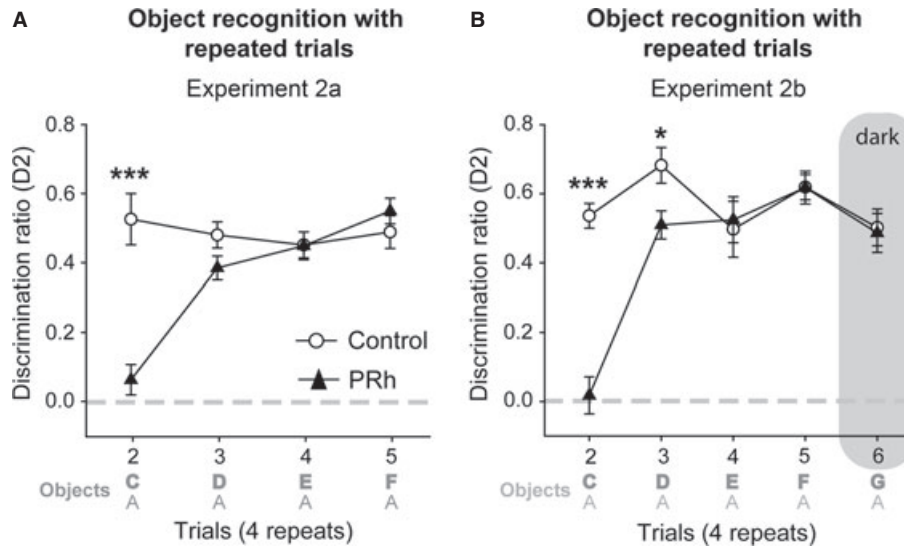 A
Object recognition with
repeated trials
Experiment 2a
Discrimination ratio (D2)
0.8
0.6
0.4
0.2
0.0
***
Control
PRh
2 3 4 5
Objects C D E F
A A A A
Trials (4 repeats)
B
Object recognition with
repeated trials
Experiment 2b
Discrimination ratio (D2)
0.8
0.6
0.4
0.2
0.0
***
*
dark
2 3 4 5 6
Objects C D E F G
A A A A A
Trials (4 repeats)